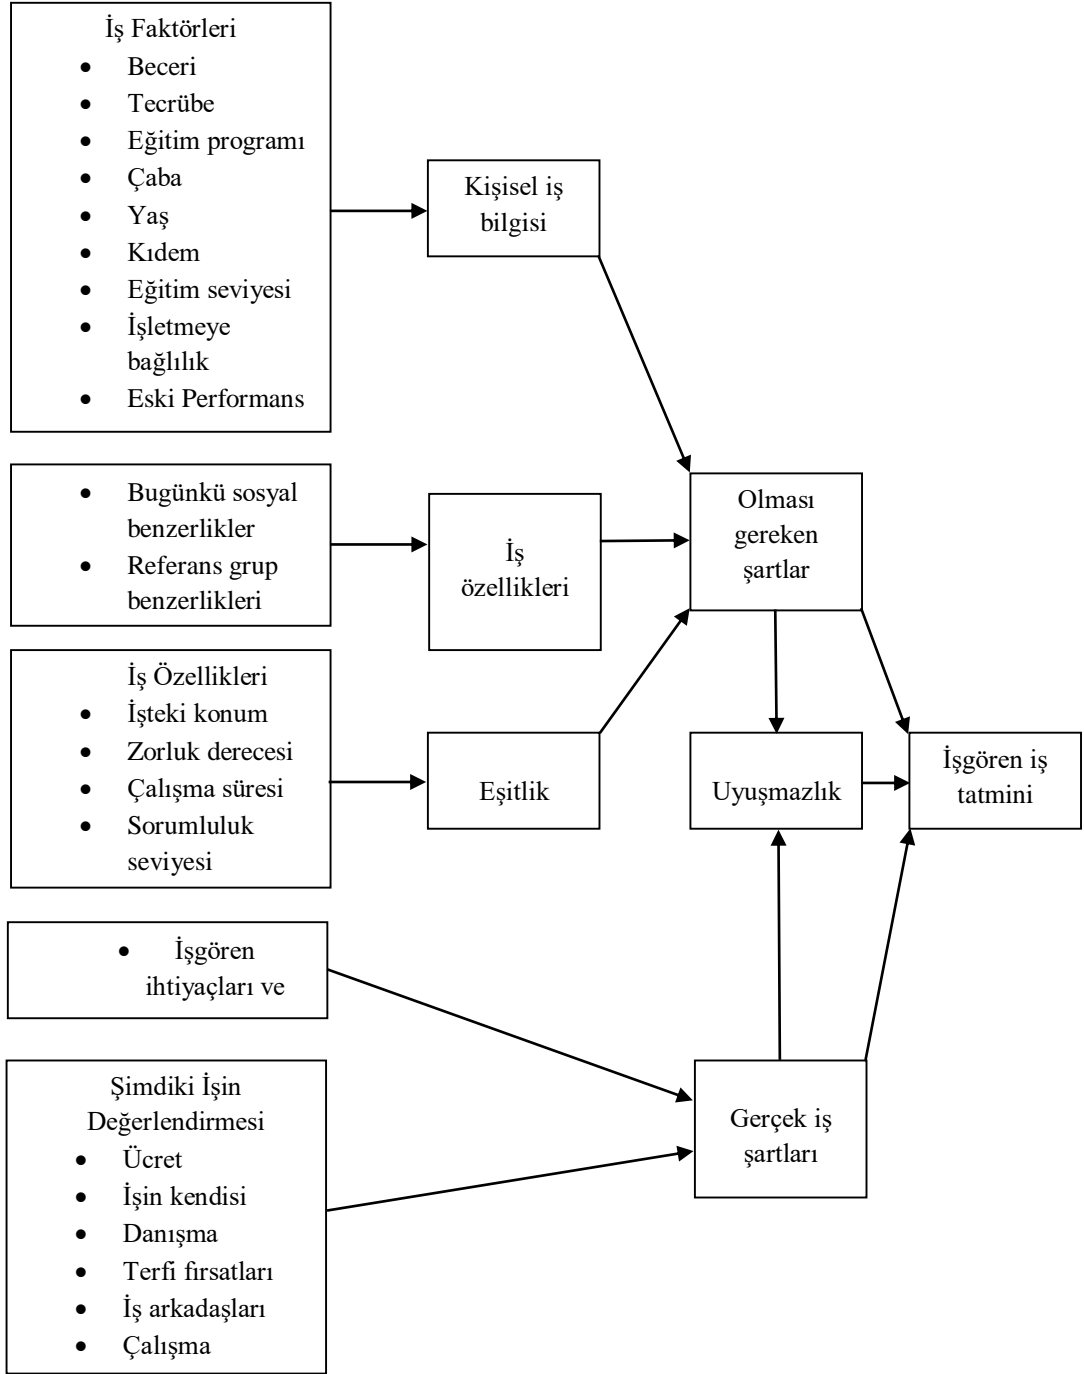 İş Faktörleri
• Beceri
• Tecrübe
• Eğitim programı
• Çaba
• Yaş
• Kıdem
• Eğitim seviyesi
• İşletmeye
bağlılık
• Eski Performans
Kişisel iş
bilgisi
• Bugünkü sosyal
benzerlikler
• Referans grup
benzerlikleri
İş
özellikleri
Olması
gereken
şartlar
İş Özellikleri
• İşteki konum
• Zorluk derecesi
• Çalışma süresi
• Sorumluluk
seviyesi
Eşitlik
Uyuşmazlık
İşgören iş
tatmini
• İşgören
ihtiyaçları ve
Şimdiki İşin
Değerlendirmesi
• Ücret
• İşin kendisi
• Danışma
• Terfi fırsatları
• İş arkadaşları
• Çalışma
Gerçek iş
şartları